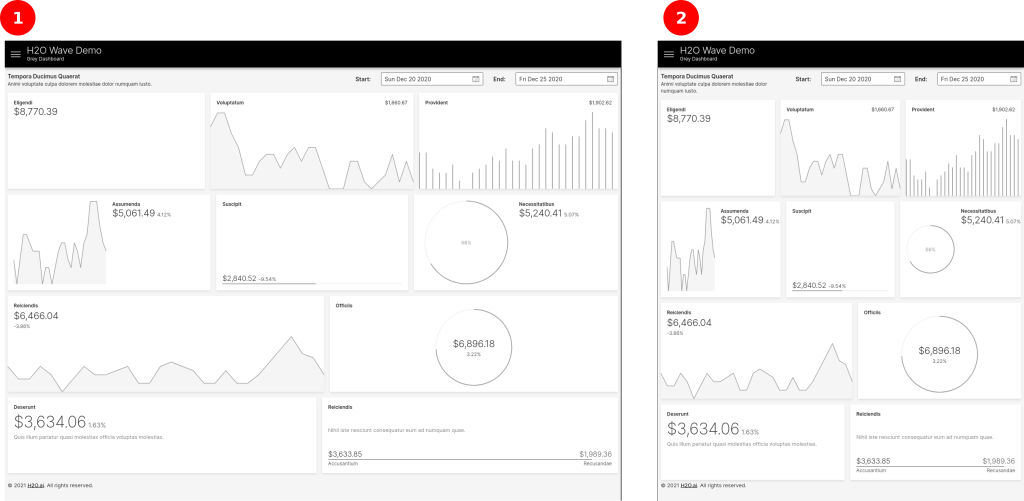 1
H2O Wave Demo
Grey Dashboard
Tempora Ducimus Quaerat
Animi voluptate culpa dolorem molestiae dolor numquam iusto.
Start: Sun Dec 20 2020 End: Fri Dec 25 2020
Eligendi
$8,770.39
Voluptatum $1,660.67
Provident $1,902.62
Assumenda
$5,061.49 4.12%
Suscipit
$2,840.52 -9.54%
Necessitatibus
$5,240.41 5.07%
66%
Reiciendis
$6,466.04
-3.86%
Officiis
$6,896.18
3.22%
Deserunt
$3,634.06 1.63%
Quis illum pariatur quasi molestias officia voluptas molestias.
Reiciendis
Nihil iste nesciunt consequatur eum ad numquam quae.
$3,633.85 $1,989.36
Accusantium Recusandae
© 2021 H2O.ai. All rights reserved.
2
H2O Wave Demo
Grey Dashboard
Tempora Ducimus Quaerat
Animi voluptate culpa dolorem molestiae dolor
numquam iusto.
Start: Sun Dec 20 2020 End: Fri Dec 25 2020
Eligendi
$8,770.39
Voluptatum $1,660.67
Provident $1,902.62
Assumenda
$5,061.49 4.12%
Suscipit
$2,840.52 -9.54%
Necessitatibus
$5,240.41 5.07%
66%
Reiciendis
$6,466.04
-3.86%
Officiis
$6,896.18
3.22%
Deserunt
$3,634.06 1.63%
Quis illum pariatur quasi molestias officia voluptas molestias.
Reiciendis
Nihil iste nesciunt consequatur eum ad numquam quae.
$3,633.85 $1,989.36
Accusantium Recusandae
© 2021 H2O.ai. All rights reserved.